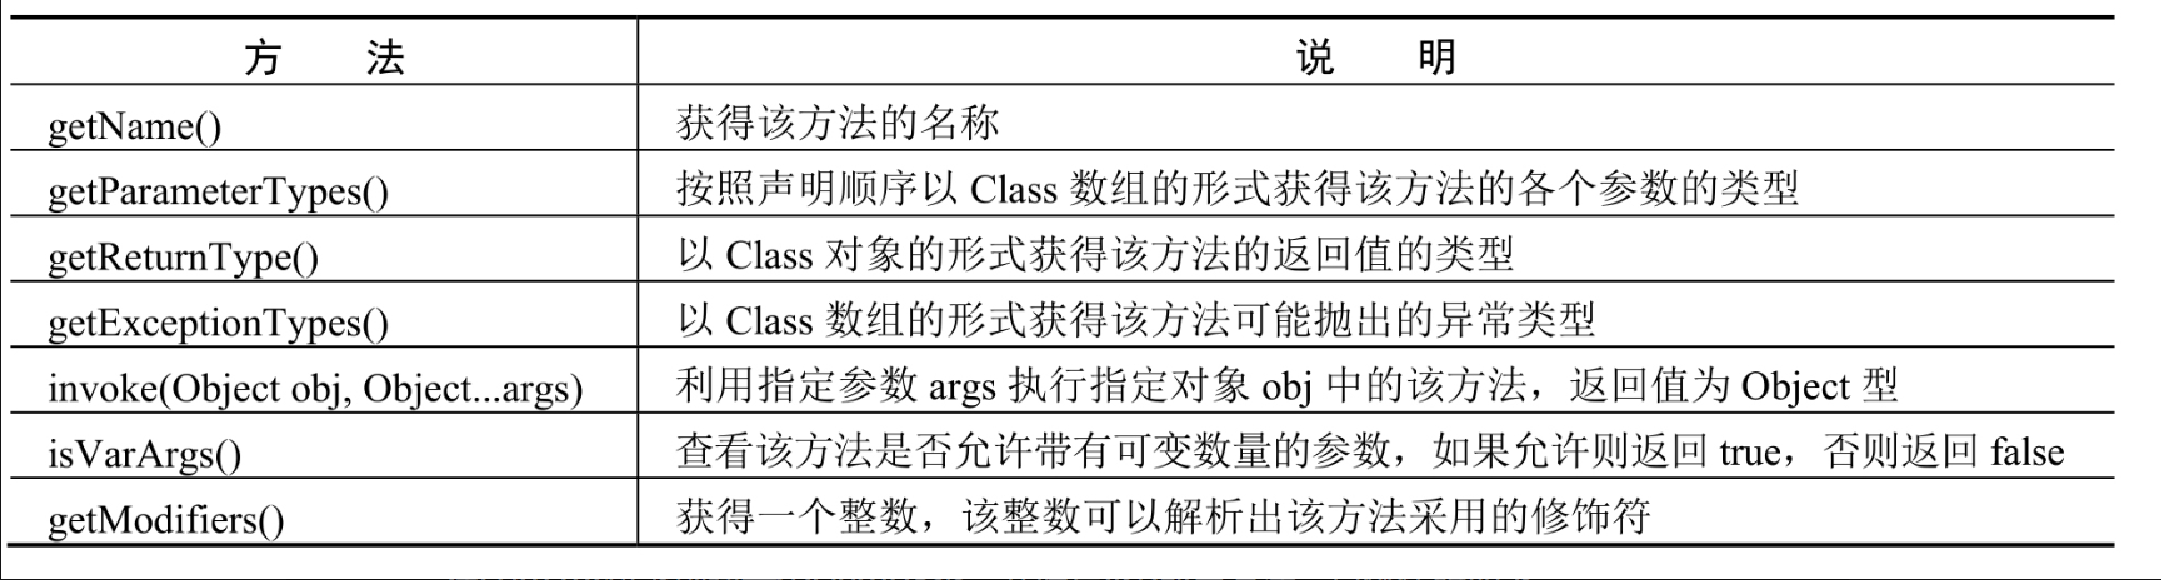 方 法 说 明
getName() 获得该方法的名称
getParameterTypes() 按照声明顺序以 Class 数组的形式获得该方法的各个参数的类型
getReturnType() 以 Class 对象的形式获得该方法的返回值的类型
getExceptionTypes() 以 Class 数组的形式获得该方法可能抛出的异常类型
invoke(Object obj, Object...args) 利用指定参数 args 执行指定对象 obj 中的该方法，返回值为 Object 型
isVarArgs() 查看该方法是否允许带有可变数量的参数，如果允许则返回 true，否则返回 false
getModifiers() 获得一个整数，该整数可以解析出该方法采用的修饰符